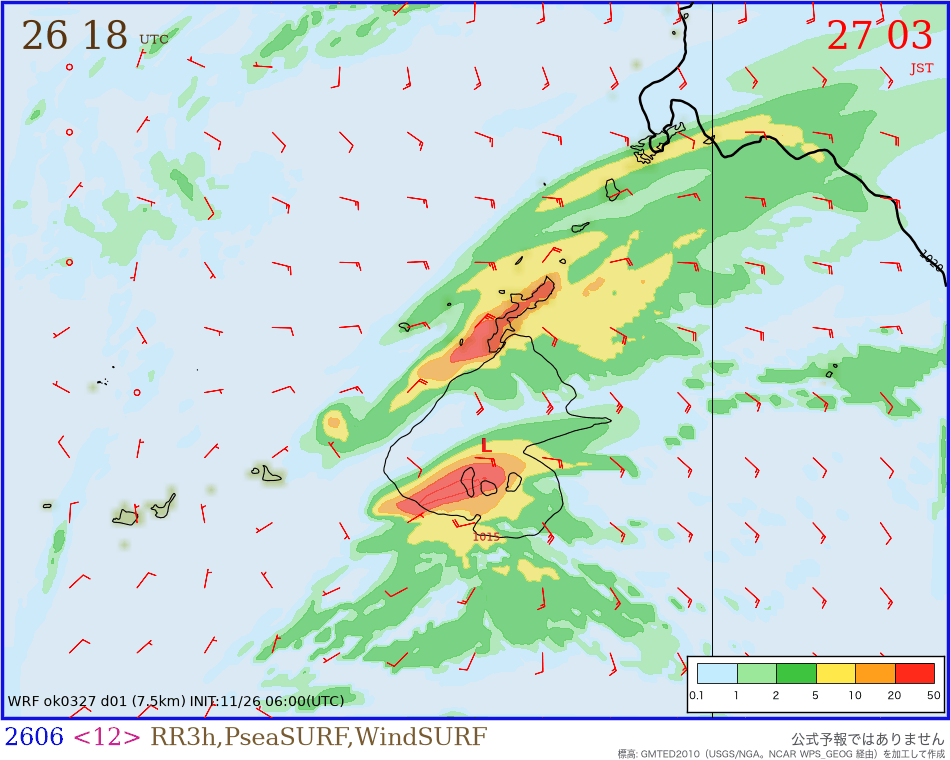 26 18 UTC
27 03
JST
1020
L
1015
WRF ok0327 d01 (7.5km) INIT:11/26 06:00(UTC)
0.1 1 2 5 10 20 50
2606 <12> RR3h,PseaSURF,WindSURF
公式予報ではありません
標高: GMTED2010（USGS/NGA。NCAR WPS_GEOG 経由）を加工して作成